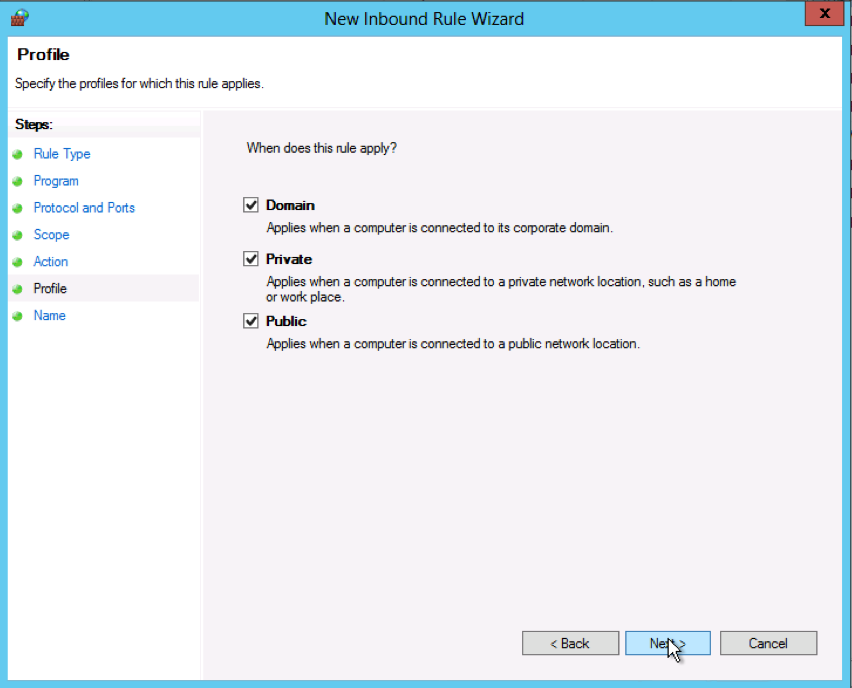 New Inbound Rule Wizard
x
Profile
Specify the profiles for which this rule applies.
Steps:
Rule Type
Program
Protocol and Ports
Scope
Action
Profile
Name
When does this rule apply?
Domain
Applies when a computer is connected to its corporate domain.
Private
Applies when a computer is connected to a private network location, such as a home
or work place.
Public
Applies when a computer is connected to a public network location.
< Back
Next >
Cancel